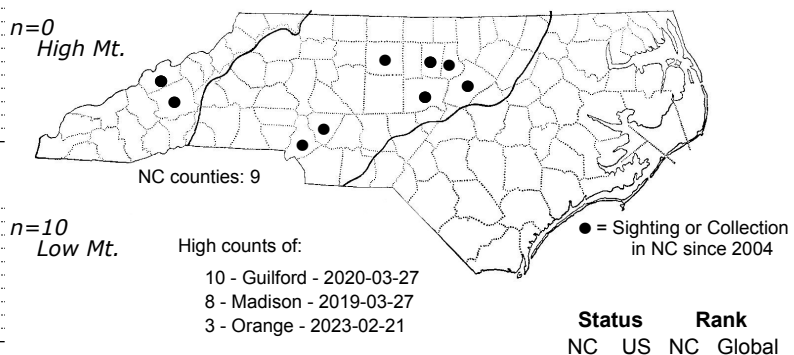 n=0
High Mt.
NC counties: 9
n=10
Low Mt.
High counts of:
10 - Guilford - 2020-03-27
8 - Madison - 2019-03-27
3 - Orange - 2023-02-21
● = Sighting or Collection
in NC since 2004
Status Rank
NC US NC Global